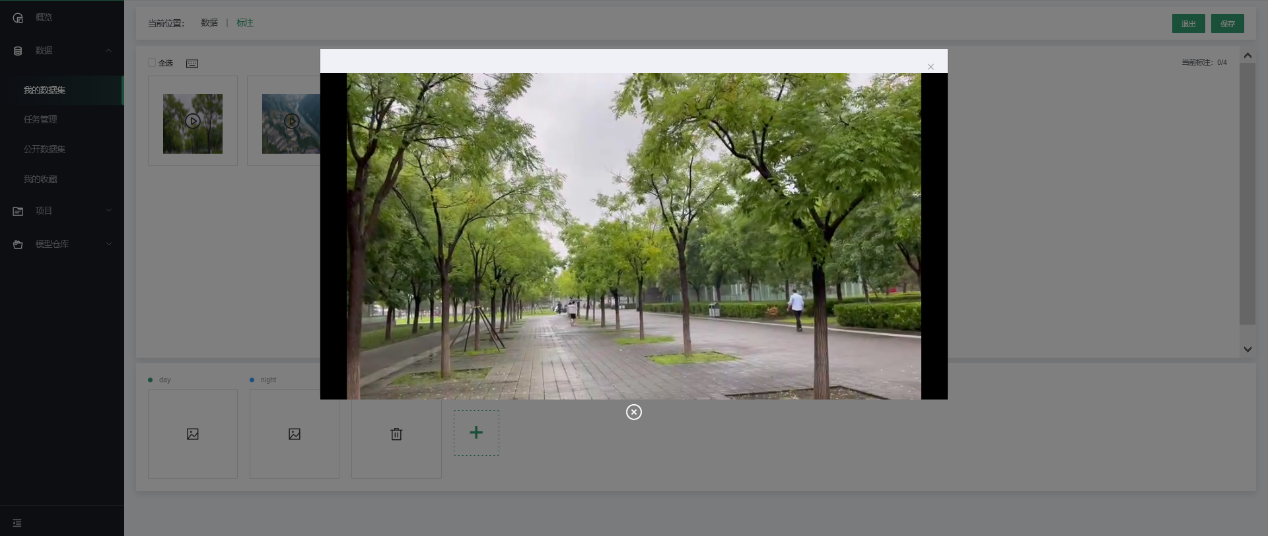 概览
数据
我的数据集
任务管理
公开数据集
我的收藏
项目
模型仓库
当前位置： 数据 | 标注
退出 保存
全选
当前标注：0/4
day night